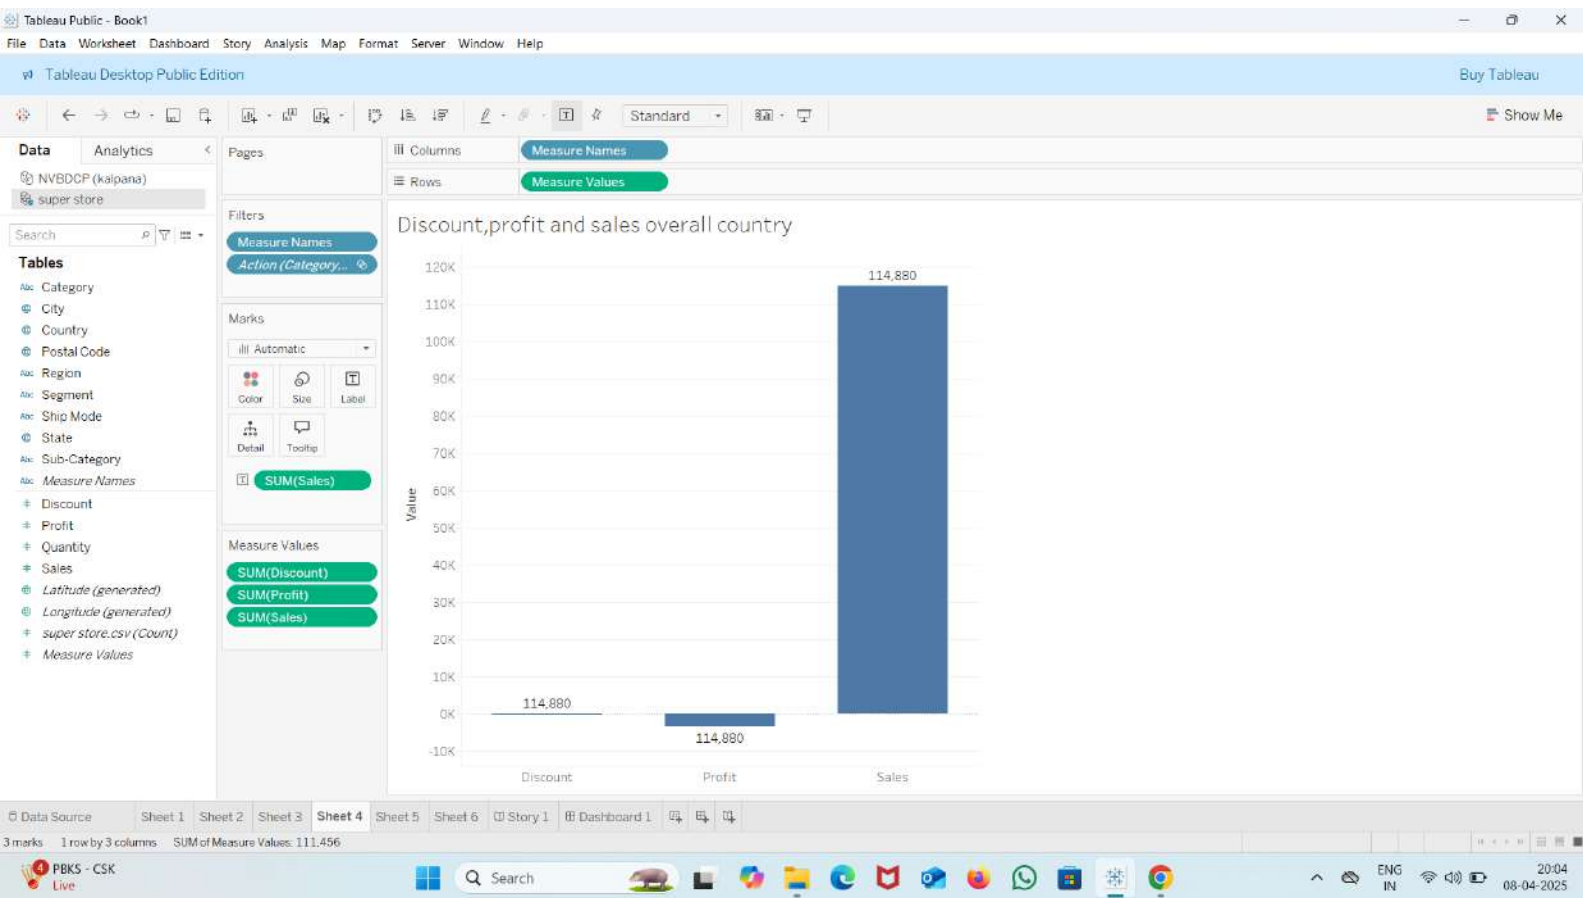 Tableau Public - Book1
File Data Worksheet Dashboard Story Analysis Map Format Server Window Help
Tableau Desktop Public Edition
Buy Tableau
Standard
Show Me
Data Analytics
NVBDCP (kalpana)
super store
Search
Tables
Abc Category
City
Country
Postal Code
Abc Region
Abc Segment
Abc Ship Mode
State
Abc Sub-Category
Abc Measure Names
Discount
Profit
Quantity
Sales
Latitude (generated)
Longitude (generated)
super store.csv (Count)
Measure Values
Pages
Filters
Measure Names
Action (Category,..
Marks
Automatic
Color Size Label
Detail Tooltip
SUM(Sales)
Measure Values
SUM(Discount)
SUM(Profit)
SUM(Sales)
Columns Measure Names
Rows Measure Values
Discount,profit and sales overall country
120K
110K
100K
90K
80K
70K
60K
50K
40K
30K
20K
10K
0K
-10K
Value
114,880
114,880
114,880
Discount Profit Sales
Data Source Sheet 1 Sheet 2 Sheet 3 Sheet 4 Sheet 5 Sheet 6 Story 1 Dashboard 1
3 marks 1 row by 3 columns SUM of Measure Values: 111,456
4 PBKS - CSK
Live
Search
ENG
IN
20:04
08-04-2025